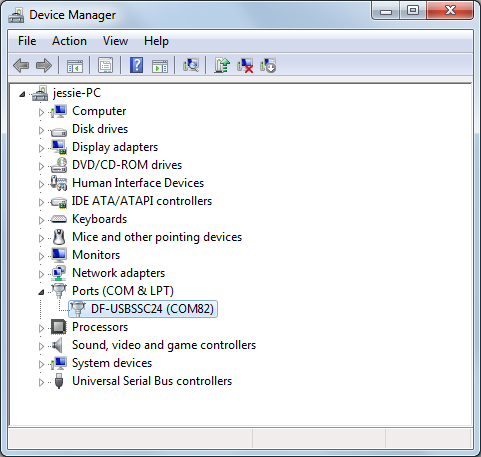 Device Manager
File Action View Help
jessie-PC
Computer
Disk drives
Display adapters
DVD/CD-ROM drives
Human Interface Devices
IDE ATA/ATAPI controllers
Keyboards
Mice and other pointing devices
Monitors
Network adapters
Ports (COM & LPT)
DF-USBSSC24 (COM82)
Processors
Sound, video and game controllers
System devices
Universal Serial Bus controllers